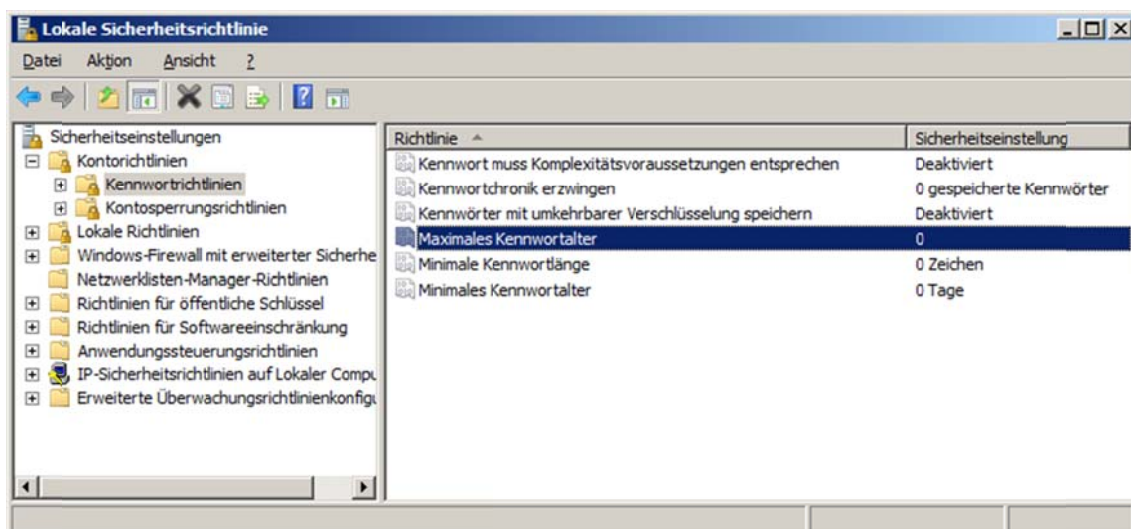 Lokale Sicherheitsrichtlinie
Datei Aktion Ansicht ?
Sicherheitseinstellungen
Kontorichtlinien
Kennwortrichtlinien
Kontosperrungsrichtlinien
Lokale Richtlinien
Windows-Firewall mit erweiterter Sicherhe
Netzwerklisten-Manager-Richtlinien
Richtlinien für öffentliche Schlüssel
Richtlinien für Softwareeinschränkung
Anwendungssteuerungsrichtlinien
IP-Sicherheitsrichtlinien auf Lokaler Compu
Erweiterte Überwachungsrichtlinienkonfigu
Richtlinie Sicherheitseinstellung
Kennwort muss Komplexitätsvoraussetzungen entsprechen Deaktiviert
Kennwortchronik erzwingen 0 gespeicherte Kennwörter
Kennwörter mit umkehrbarer Verschlüsselung speichern Deaktiviert
Maximales Kennwortalter 0
Minimale Kennwortlänge 0 Zeichen
Minimales Kennwortalter 0 Tage